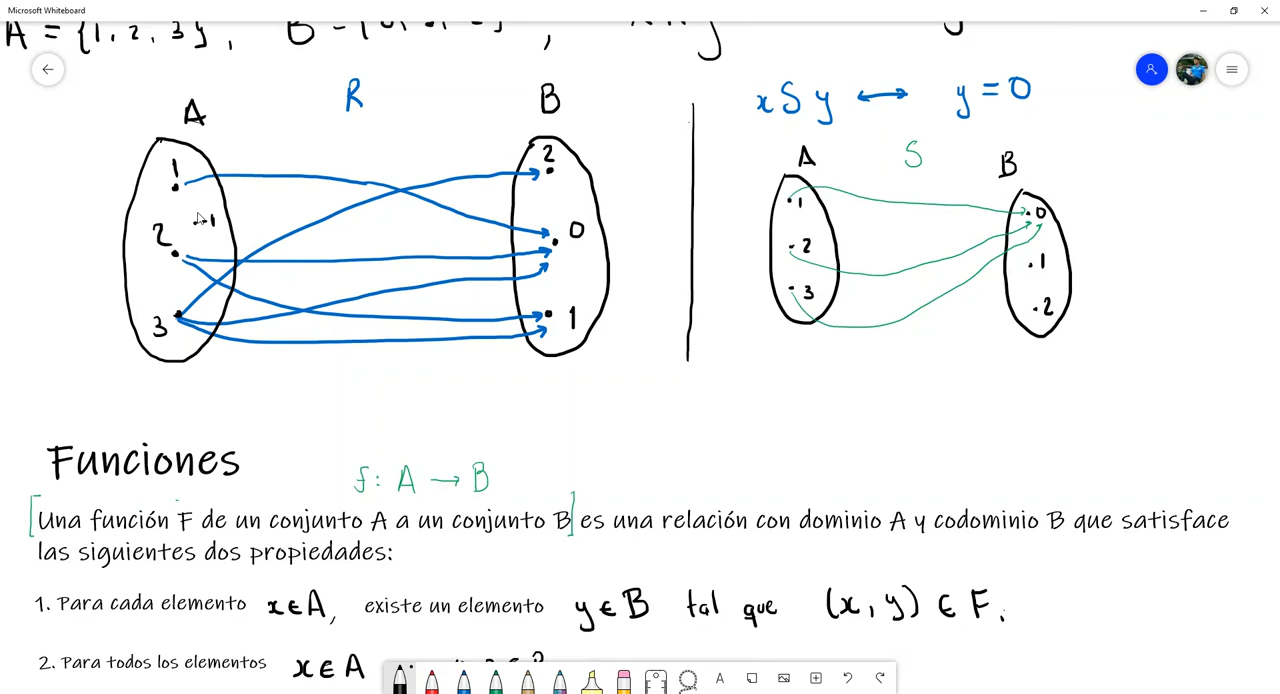 Microsoft Whiteboard
A = {1, 2, 3},
R
x S y ↔ y = 0
A
B
1
-1
2
3
2
0
1
S
A
B
1
2
3
0
1
2
Funciones
f: A → B
[Una función F de un conjunto A a un conjunto B] es una relación con dominio A y codominio B que satisface
las siguientes dos propiedades:
1. Para cada elemento x ∈ A, existe un elemento y ∈ B tal que (x, y) ∈ F.
2. Para todos los elementos x ∈ A
A